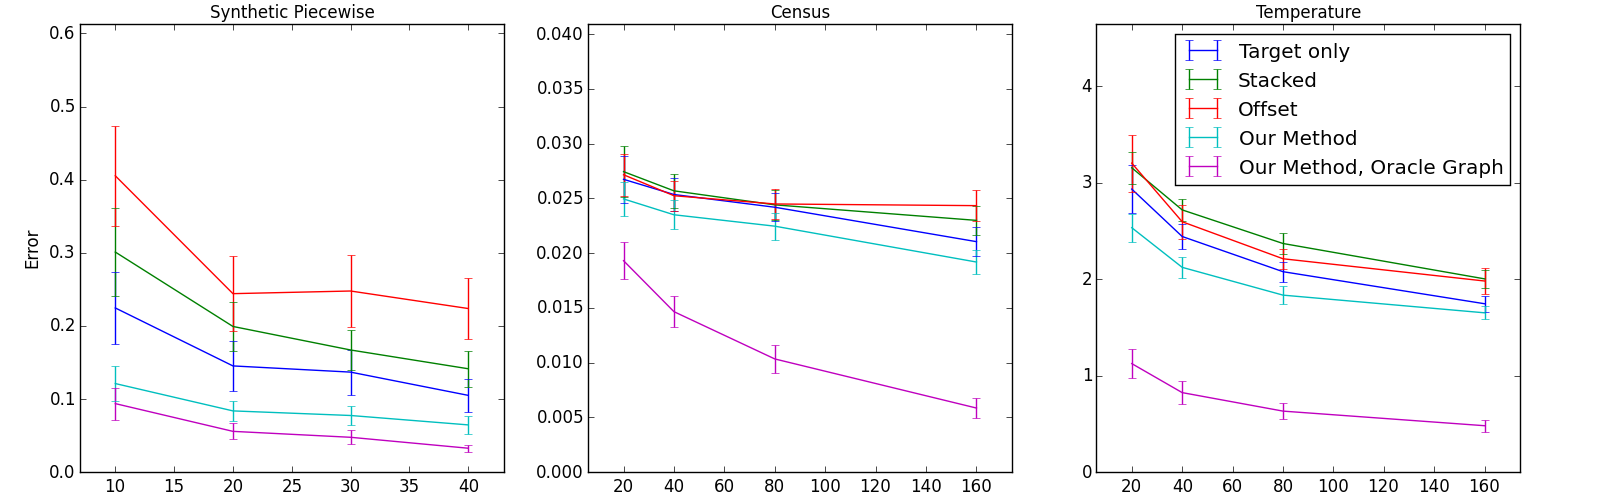 Synthetic Piecewise
Census
Temperature
Error
0.6
0.5
0.4
0.3
0.2
0.1
0.0
10 15 20 25 30 35 40
0.040
0.035
0.030
0.025
0.020
0.015
0.010
0.005
0.000
20 40 60 80 100 120 140 160
4
3
2
1
0
20 40 60 80 100 120 140 160
Target only
Stacked
Offset
Our Method
Our Method, Oracle Graph